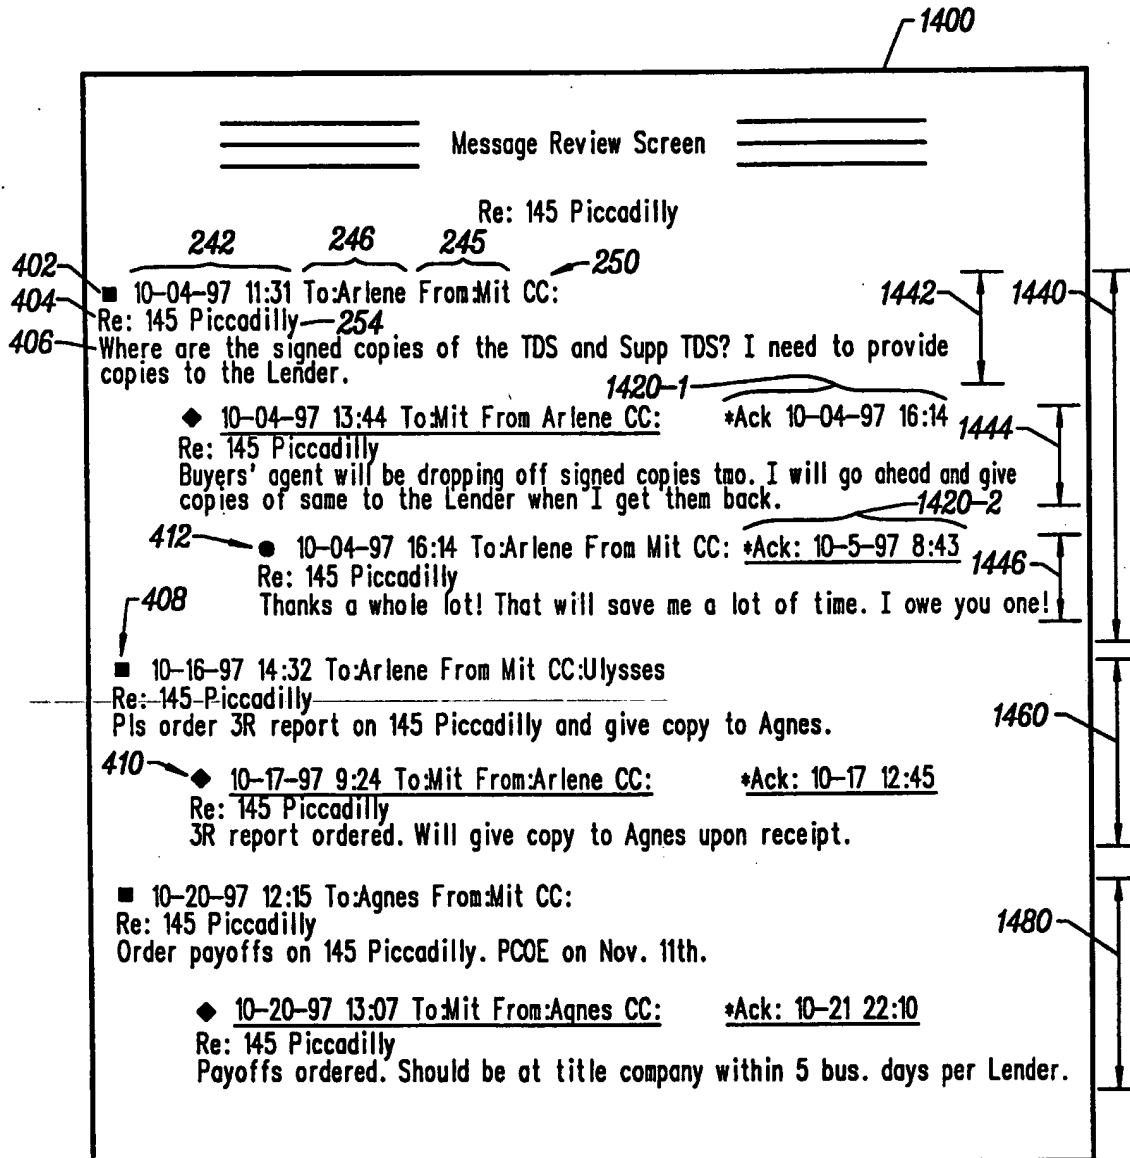 1400
Message Review Screen
Re: 145 Piccadilly
242 246 245 250
402
■ 10-04-97 11:31 To:Arlene From:Mit CC:
1442 1440
404
Re: 145 Piccadilly 254
406
Where are the signed copies of the TDS and Supp TDS? I need to provide
copies to the Lender.
1420-1
◆ 10-04-97 13:44 To:Mit From Arlene CC: *Ack 10-04-97 16:14
1444
Re: 145 Piccadilly
Buyers' agent will be dropping off signed copies tmo. I will go ahead and give
copies of same to the Lender when I get them back.
1420-2
412
● 10-04-97 16:14 To:Arlene From Mit CC: *Ack: 10-5-97 8:43
1446
Re: 145 Piccadilly
Thanks a whole lot! That will save me a lot of time. I owe you one!
408
■ 10-16-97 14:32 To:Arlene From Mit CC:Ulysses
Re: 145 Piccadilly
Pls order 3R report on 145 Piccadilly and give copy to Agnes.
1460
410
◆ 10-17-97 9:24 To:Mit From:Arlene CC: *Ack: 10-17 12:45
Re: 145 Piccadilly
3R report ordered. Will give copy to Agnes upon receipt.
■ 10-20-97 12:15 To:Agnes From:Mit CC:
Re: 145 Piccadilly
1480
Order payoffs on 145 Piccadilly. PCOE on Nov. 11th.
◆ 10-20-97 13:07 To:Mit From:Agnes CC: *Ack: 10-21 22:10
Re: 145 Piccadilly
Payoffs ordered. Should be at title company within 5 bus. days per Lender.